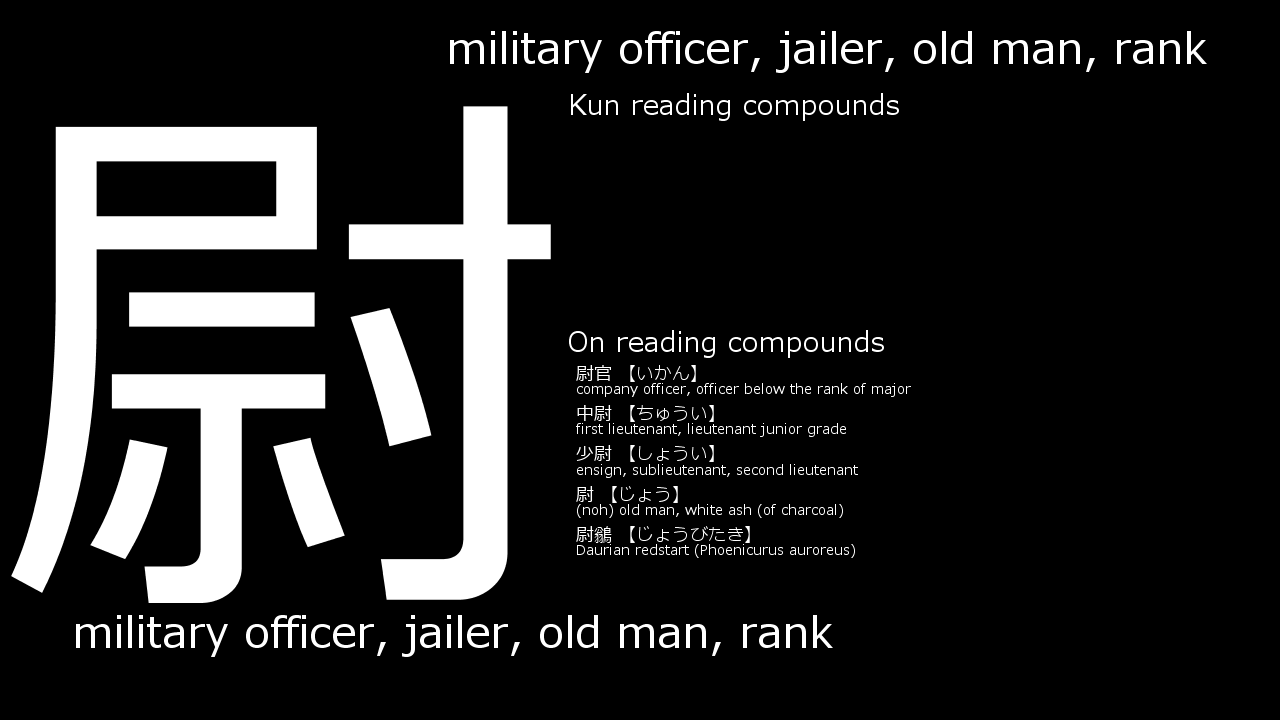 military officer, jailer, old man, rank
尉
Kun reading compounds
On reading compounds
尉官 【いかん】
company officer, officer below the rank of major
中尉 【ちゅうい】
first lieutenant, lieutenant junior grade
少尉 【しょうい】
ensign, sublieutenant, second lieutenant
尉 【じょう】
(noh) old man, white ash (of charcoal)
尉鶲 【じょうびたき】
Daurian redstart (Phoenicurus auroreus)
military officer, jailer, old man, rank